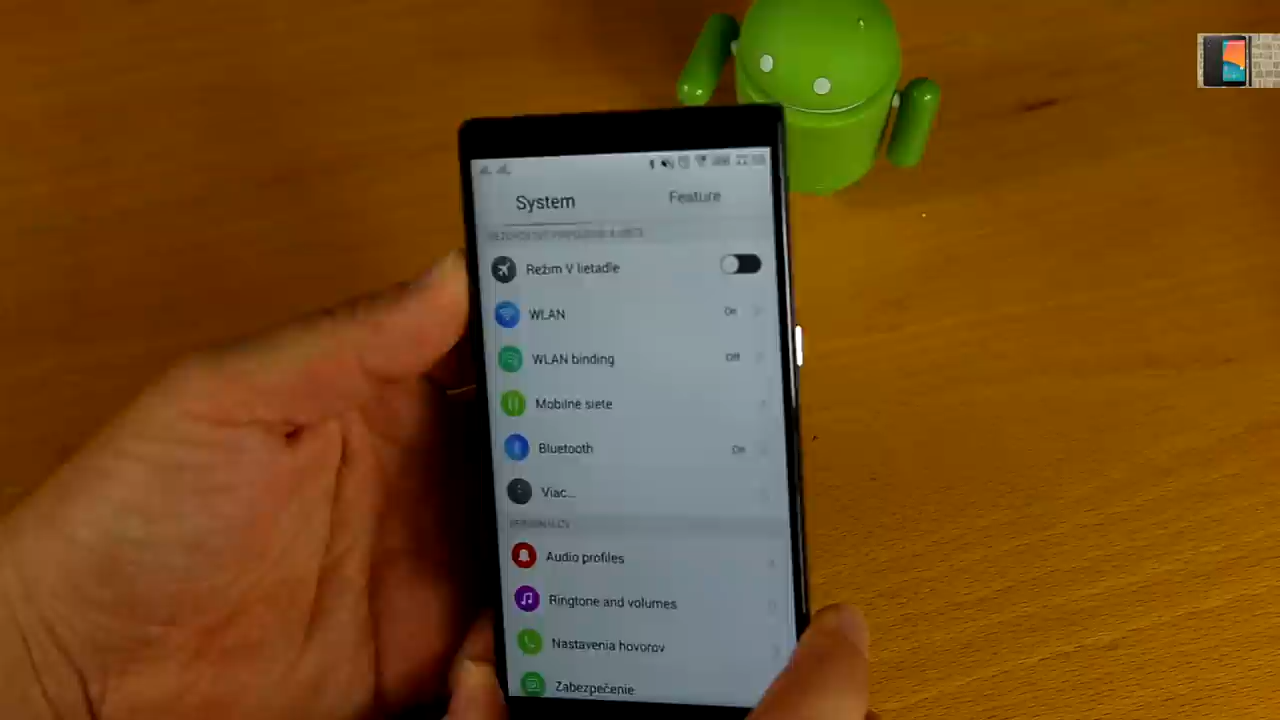 System Feature
Režim V lietadle
WLAN On
WLAN binding Off
Mobilné siete
Bluetooth On
Viac...
Audio profiles
Ringtone and volumes
Nastavenia hovorov
Zabezpečenie